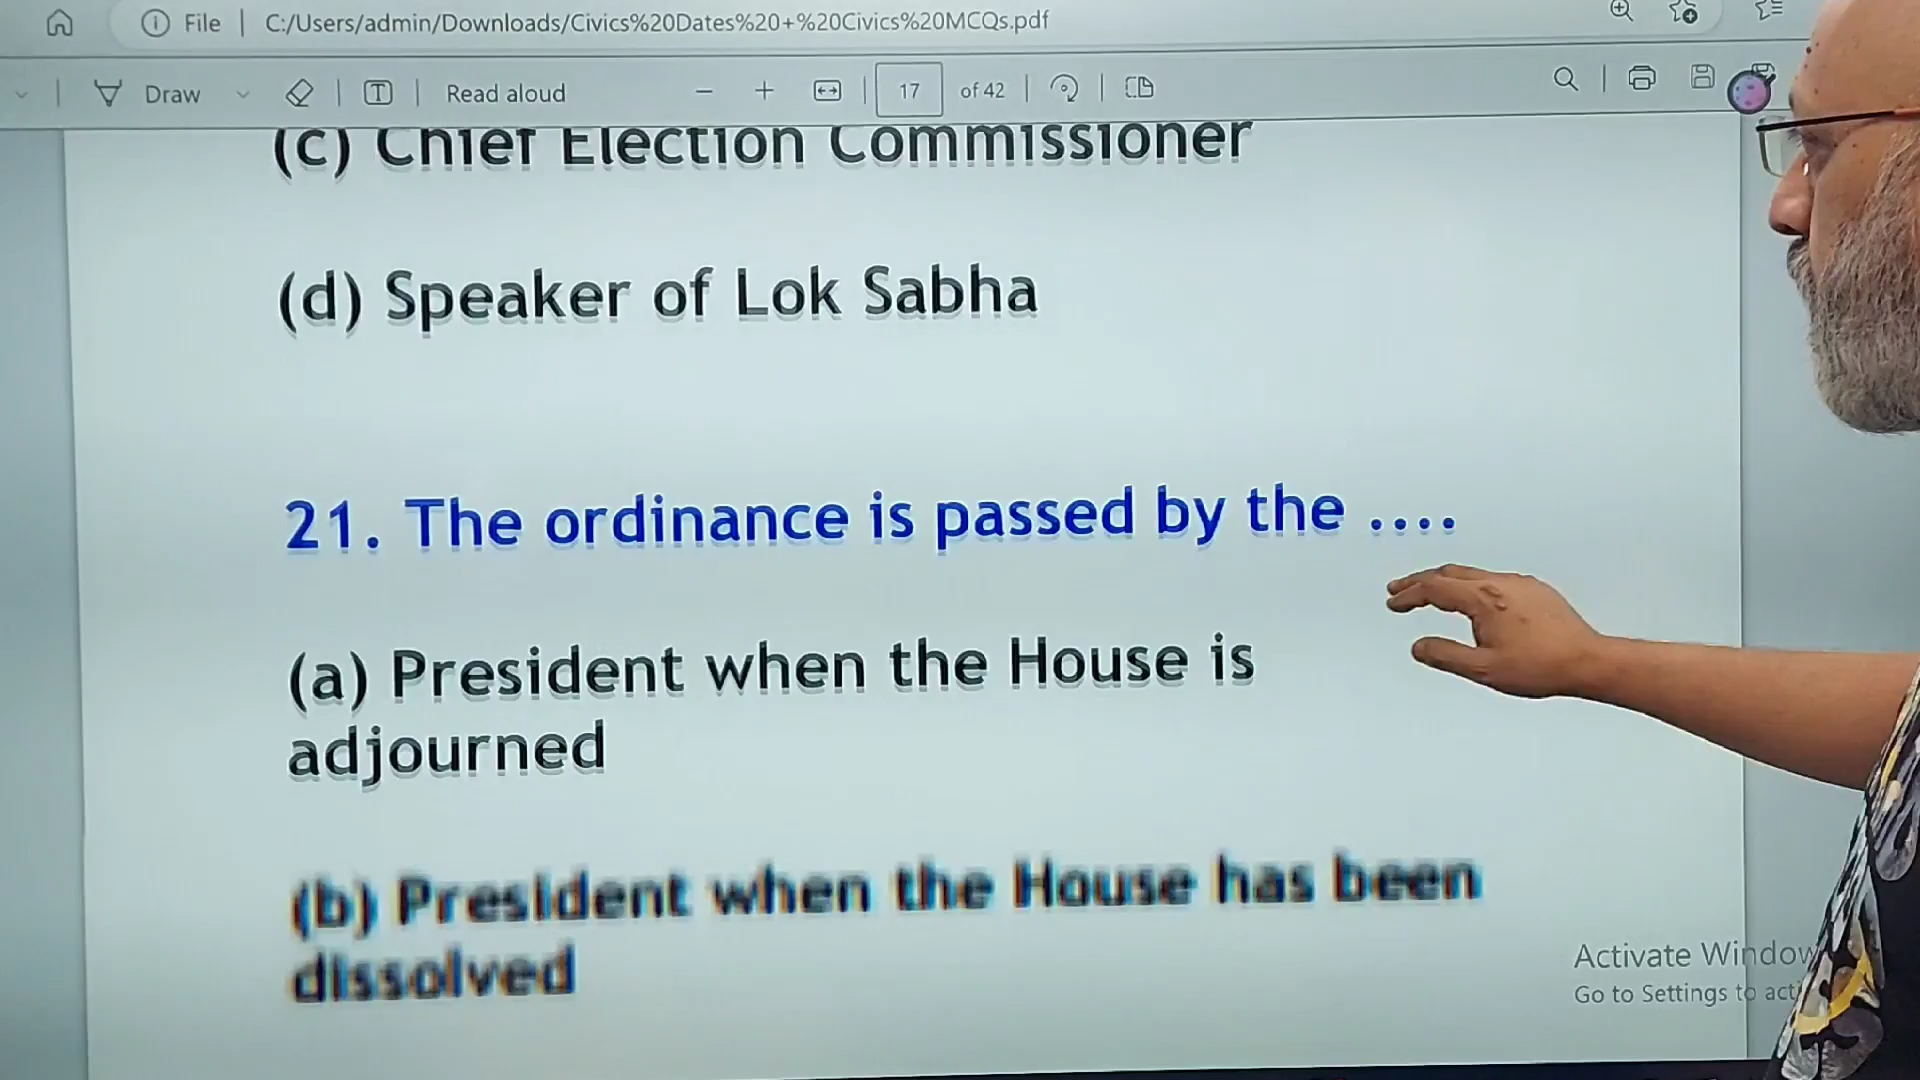 File | C:/Users/admin/Downloads/Civics%20Dates%20+%20Civics%20MCQs.pdf
Draw | T | Read aloud 17 of 42
(c) Chief Election Commissioner
(d) Speaker of Lok Sabha
21. The ordinance is passed by the ....
(a) President when the House is
adjourned
(b) President when the House has been
dissolved
Activate Window
Go to Settings to acti